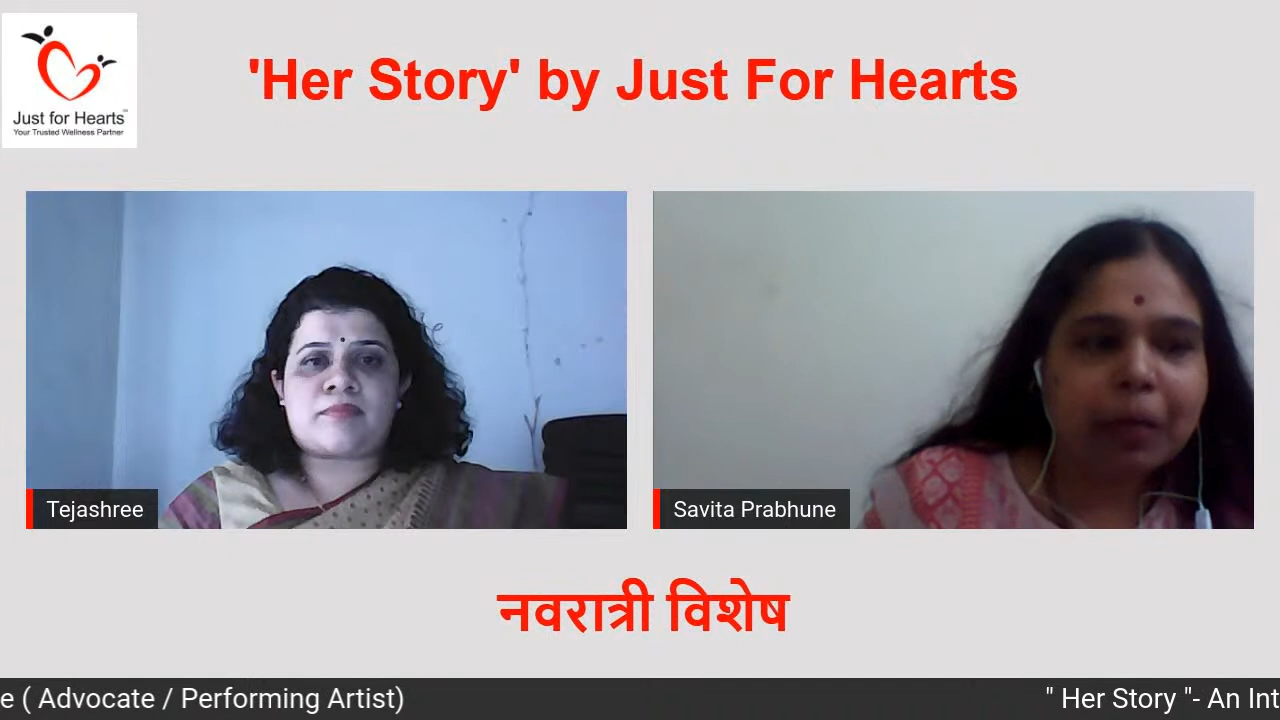 Just for Hearts
Your Trusted Wellness Partner
'Her Story' by Just For Hearts
Tejashree
Savita Prabhune
नवरात्री विशेष
e ( Advocate / Performing Artist)
" Her Story "- An Int